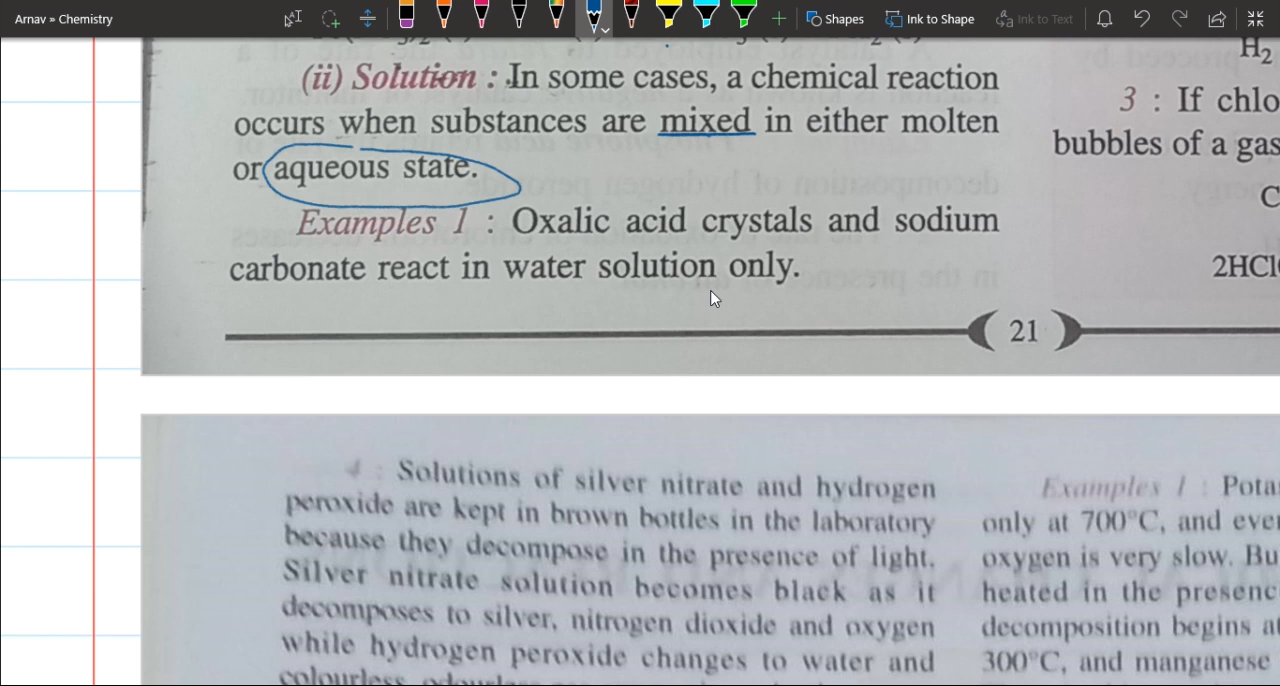 Arnav » Chemistry
Shapes
Ink to Shape
Ink to Text
(ii) Solution : In some cases, a chemical reaction
occurs when substances are mixed in either molten
or aqueous state.
Examples 1 : Oxalic acid crystals and sodium
carbonate react in water solution only.
21
H₂
3 : If chlo
bubbles of a gas
C
2HCl
4 : Solutions of silver nitrate and hydrogen
peroxide are kept in brown bottles in the laboratory
because they decompose in the presence of light.
Silver nitrate solution becomes black as it
decomposes to silver, nitrogen dioxide and oxygen
while hydrogen peroxide changes to water and
Examples 1 : Pota
only at 700°C, and even
oxygen is very slow. Bu
heated in the presenc
decomposition begins at
300°C, and manganese